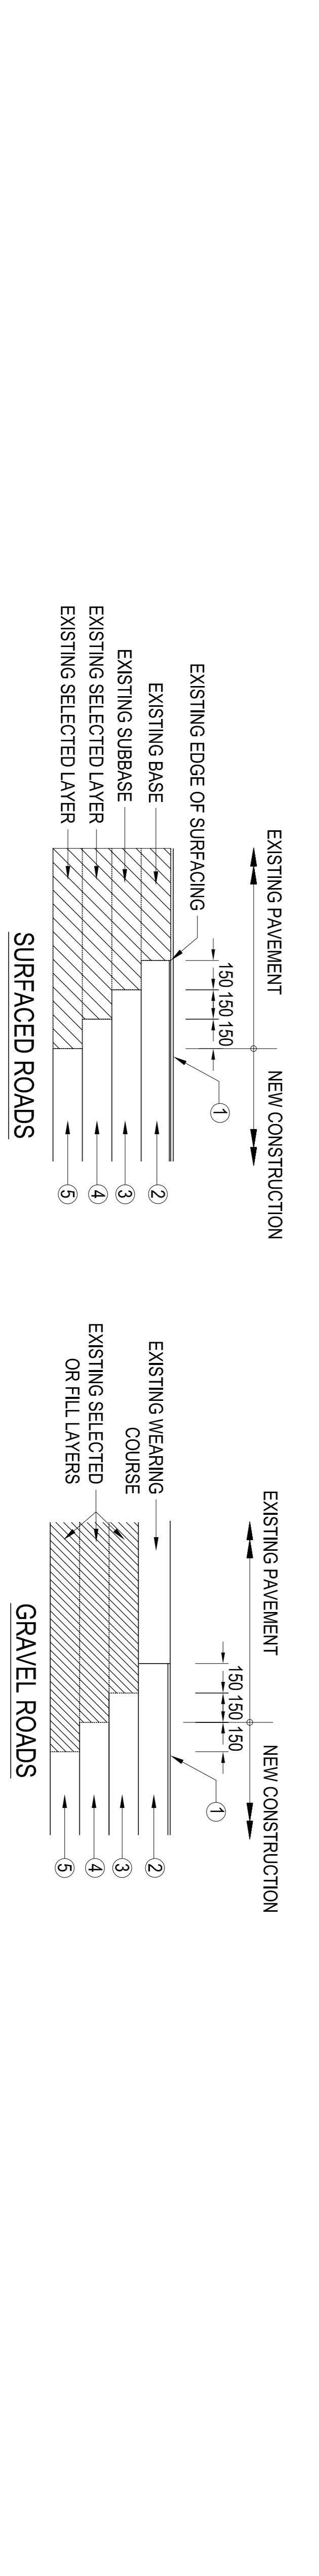 EXISTING PAVEMENT
NEW CONSTRUCTION
150 150 150
1
EXISTING EDGE OF SURFACING
EXISTING BASE
2
EXISTING SUBBASE
3
EXISTING SELECTED LAYER
4
EXISTING SELECTED LAYER
5
SURFACED ROADS
EXISTING PAVEMENT
NEW CONSTRUCTION
150 150 150
1
EXISTING WEARING
COURSE
2
3
EXISTING SELECTED
OR FILL LAYERS
4
5
GRAVEL ROADS